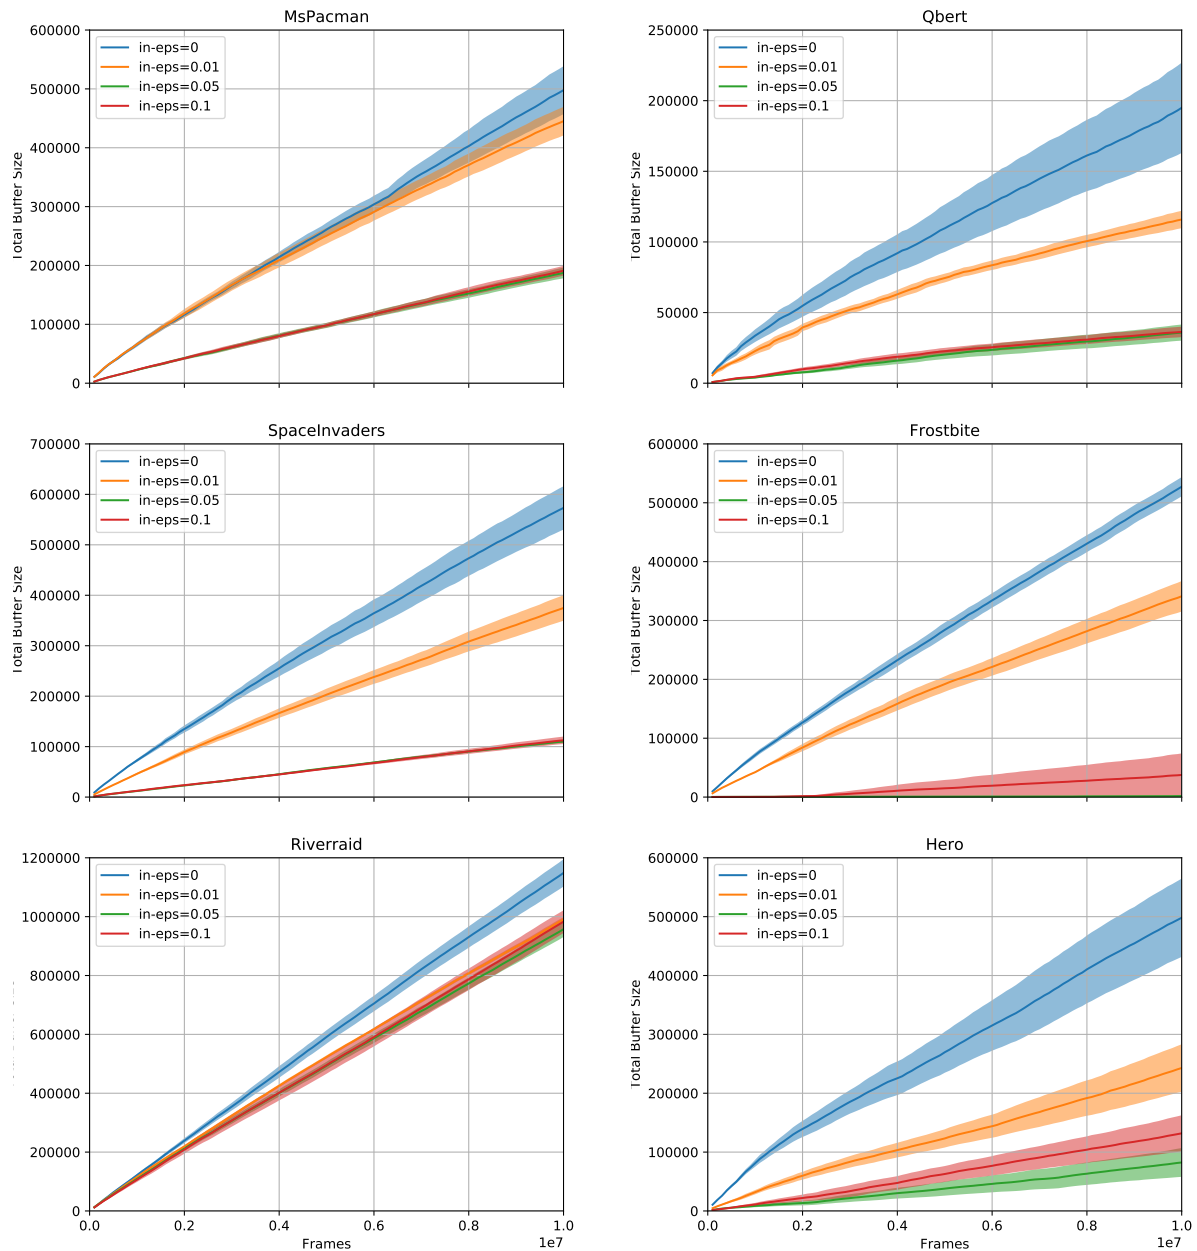 MsPacman
600000
500000
400000
300000
200000
100000
0
Total Buffer Size
in-eps=0
in-eps=0.01
in-eps=0.05
in-eps=0.1
Qbert
250000
200000
150000
100000
50000
0
Total Buffer Size
in-eps=0
in-eps=0.01
in-eps=0.05
in-eps=0.1
SpaceInvaders
700000
600000
500000
400000
300000
200000
100000
0
Total Buffer Size
in-eps=0
in-eps=0.01
in-eps=0.05
in-eps=0.1
Frostbite
600000
500000
400000
300000
200000
100000
0
Total Buffer Size
in-eps=0
in-eps=0.01
in-eps=0.05
in-eps=0.1
Riverraid
1200000
1000000
800000
600000
400000
200000
0
in-eps=0
in-eps=0.01
in-eps=0.05
in-eps=0.1
0.0 0.2 0.4 0.6 0.8 1.0
Frames
1e7
Hero
600000
500000
400000
300000
200000
100000
0
Total Buffer Size
in-eps=0
in-eps=0.01
in-eps=0.05
in-eps=0.1
0.0 0.2 0.4 0.6 0.8 1.0
Frames
1e7